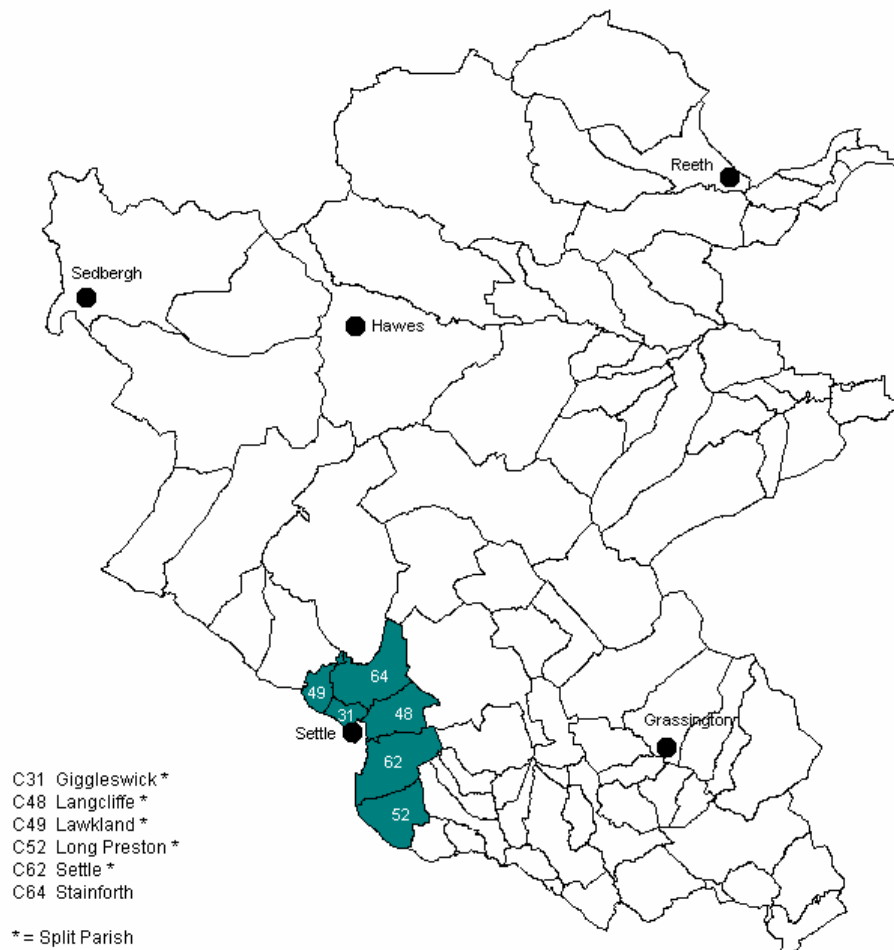 Reeth
Sedbergh
Hawes
64
49
31
48
Grassington
Settle
62
C31 Giggleswick *
C48 Langcliffe *
C49 Lawkland *
52
C52 Long Preston *
C62 Settle *
C64 Stainforth
* = Split Parish